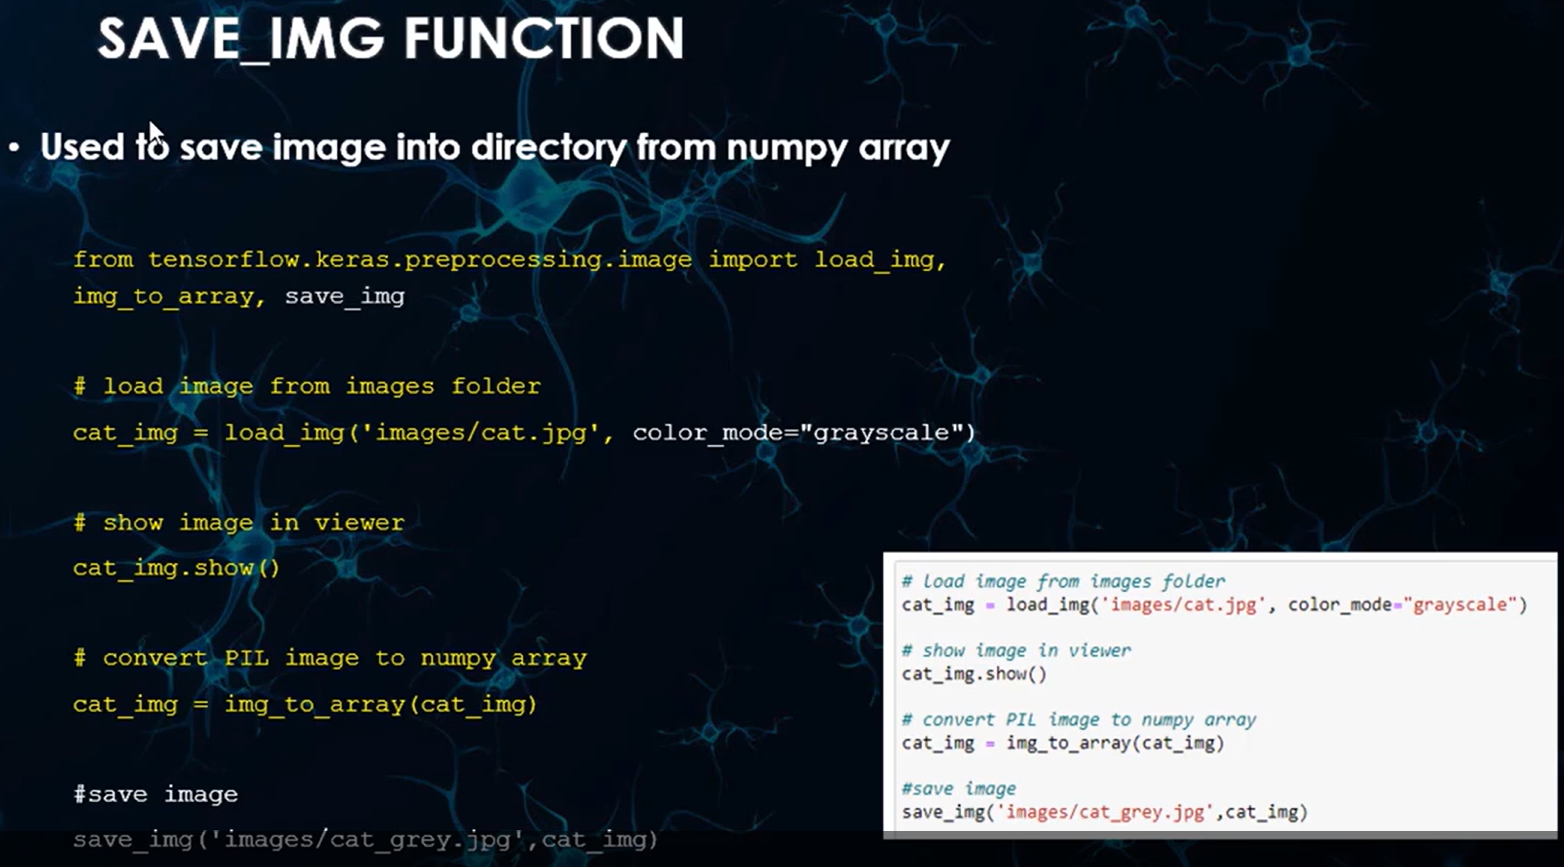 SAVE_IMG FUNCTION
• Used to save image into directory from numpy array
from tensorflow.keras.preprocessing.image import load_img,
img_to_array, save_img
# load image from images folder
cat_img = load_img('images/cat.jpg', color_mode="grayscale")
# show image in viewer
cat_img.show()
# convert PIL image to numpy array
cat_img = img_to_array(cat_img)
#save image
save_img('images/cat_grey.jpg',cat_img)
# load image from images folder
cat_img = load_img('images/cat.jpg', color_mode="grayscale")
# show image in viewer
cat_img.show()
# convert PIL image to numpy array
cat_img = img_to_array(cat_img)
#save image
save_img('images/cat_grey.jpg',cat_img)